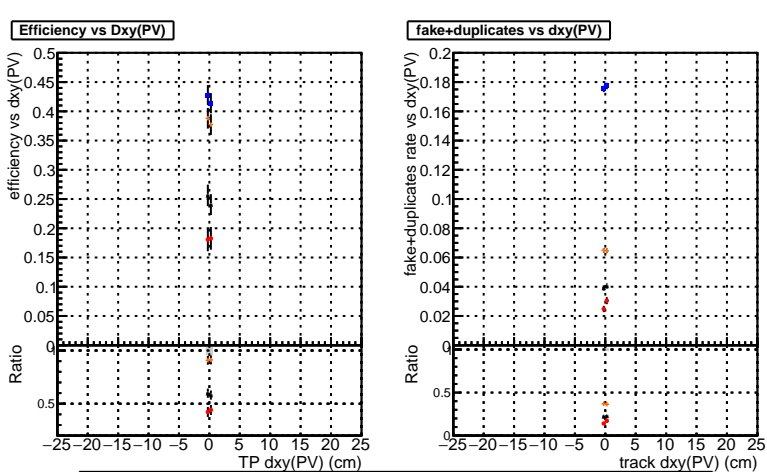 Efficiency vs Dxy(PV)
efficiency vs dxy(PV)
0.5
0.45
0.4
0.35
0.3
0.25
0.2
0.15
0.1
0.05
0
Ratio
1
0.5
−25 −20 −15 −10 −5 0 5 10 15 20 25
TP dxy(PV) (cm)
fake+duplicates vs dxy(PV)
fake+duplicates rate vs dxy(PV)
0.2
0.18
0.16
0.14
0.12
0.1
0.08
0.06
0.04
0.02
0
Ratio
1
0.5
0
−25 −20 −15 −10 −5 0 5 10 15 20 25
track dxy(PV) (cm)